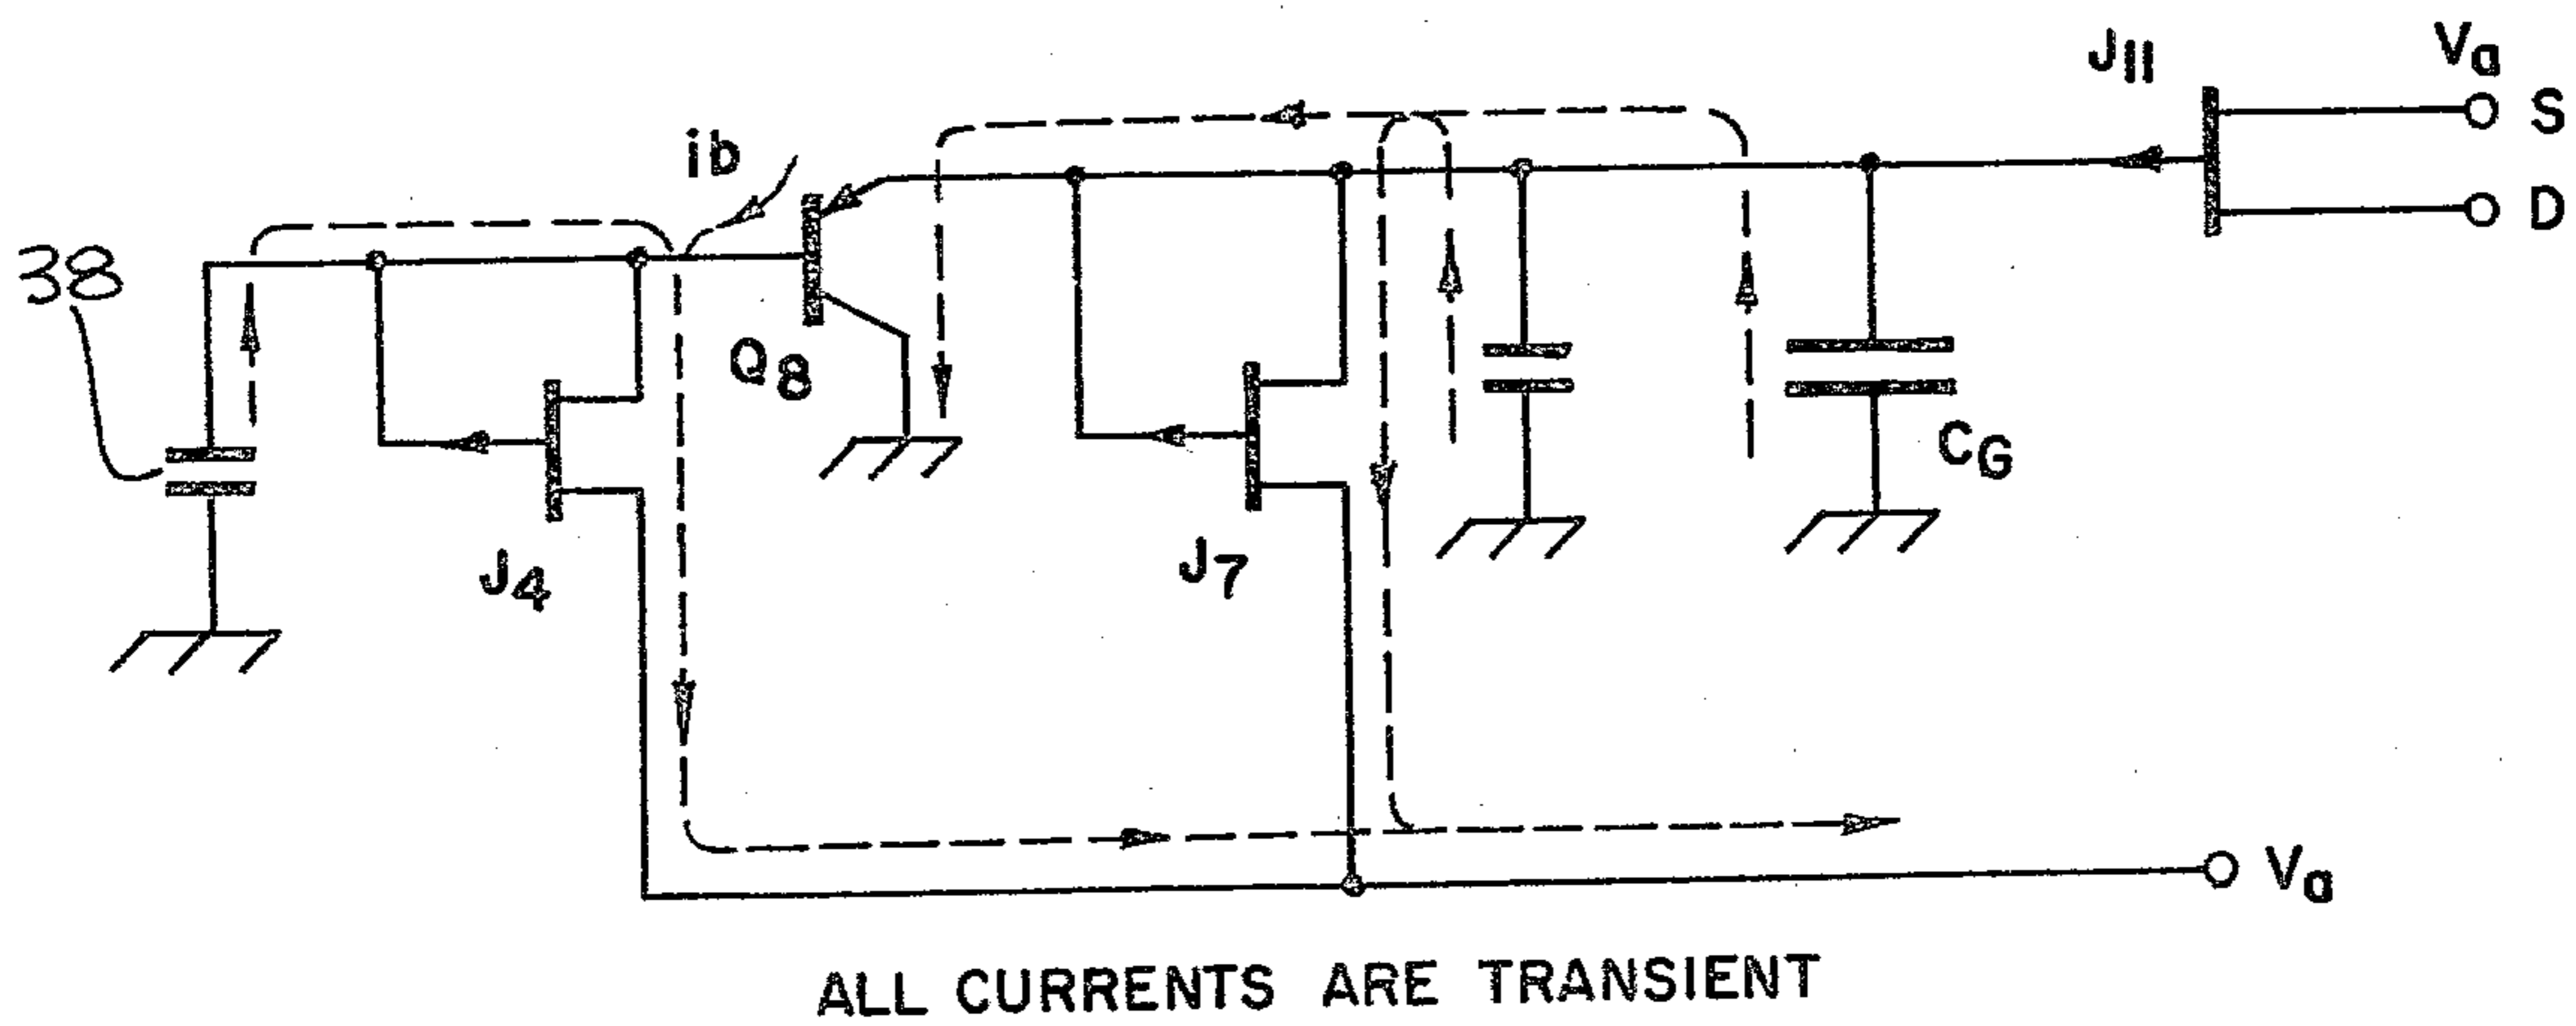 J11
Va
S
D
ib
38
Q8
CG
J4
J7
Va
ALL CURRENTS ARE TRANSIENT